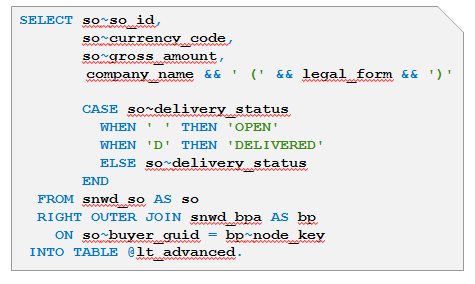 SELECT so~so_id,
so~currency_code,
so~gross_amount,
company_name && ' (' && legal_form && ')'
CASE so~delivery_status
WHEN ' ' THEN 'OPEN'
WHEN 'D' THEN 'DELIVERED'
ELSE so~delivery_status
END
FROM snwd_so AS so
RIGHT OUTER JOIN snwd_bpa AS bp
ON so~buyer_guid = bp~node_key
INTO TABLE @lt_advanced.